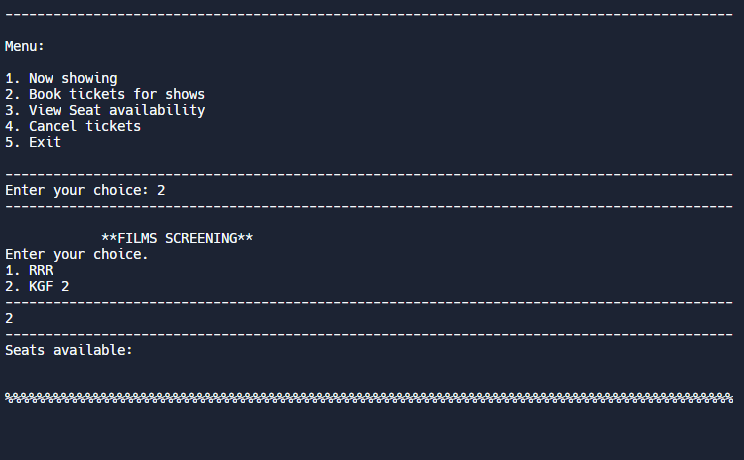 -------------------------------------------------------------------------------------------
Menu:
1. Now showing
2. Book tickets for shows
3. View Seat availability
4. Cancel tickets
5. Exit
-------------------------------------------------------------------------------------------
Enter your choice: 2
-------------------------------------------------------------------------------------------
**FILMS SCREENING**
Enter your choice.
1. RRR
2. KGF 2
-------------------------------------------------------------------------------------------
2
-------------------------------------------------------------------------------------------
Seats available:
%%%%%%%%%%%%%%%%%%%%%%%%%%%%%%%%%%%%%%%%%%%%%%%%%%%%%%%%%%%%%%%%%%%%%%%%%%%%%%%%%%%%%%%%%%%%%